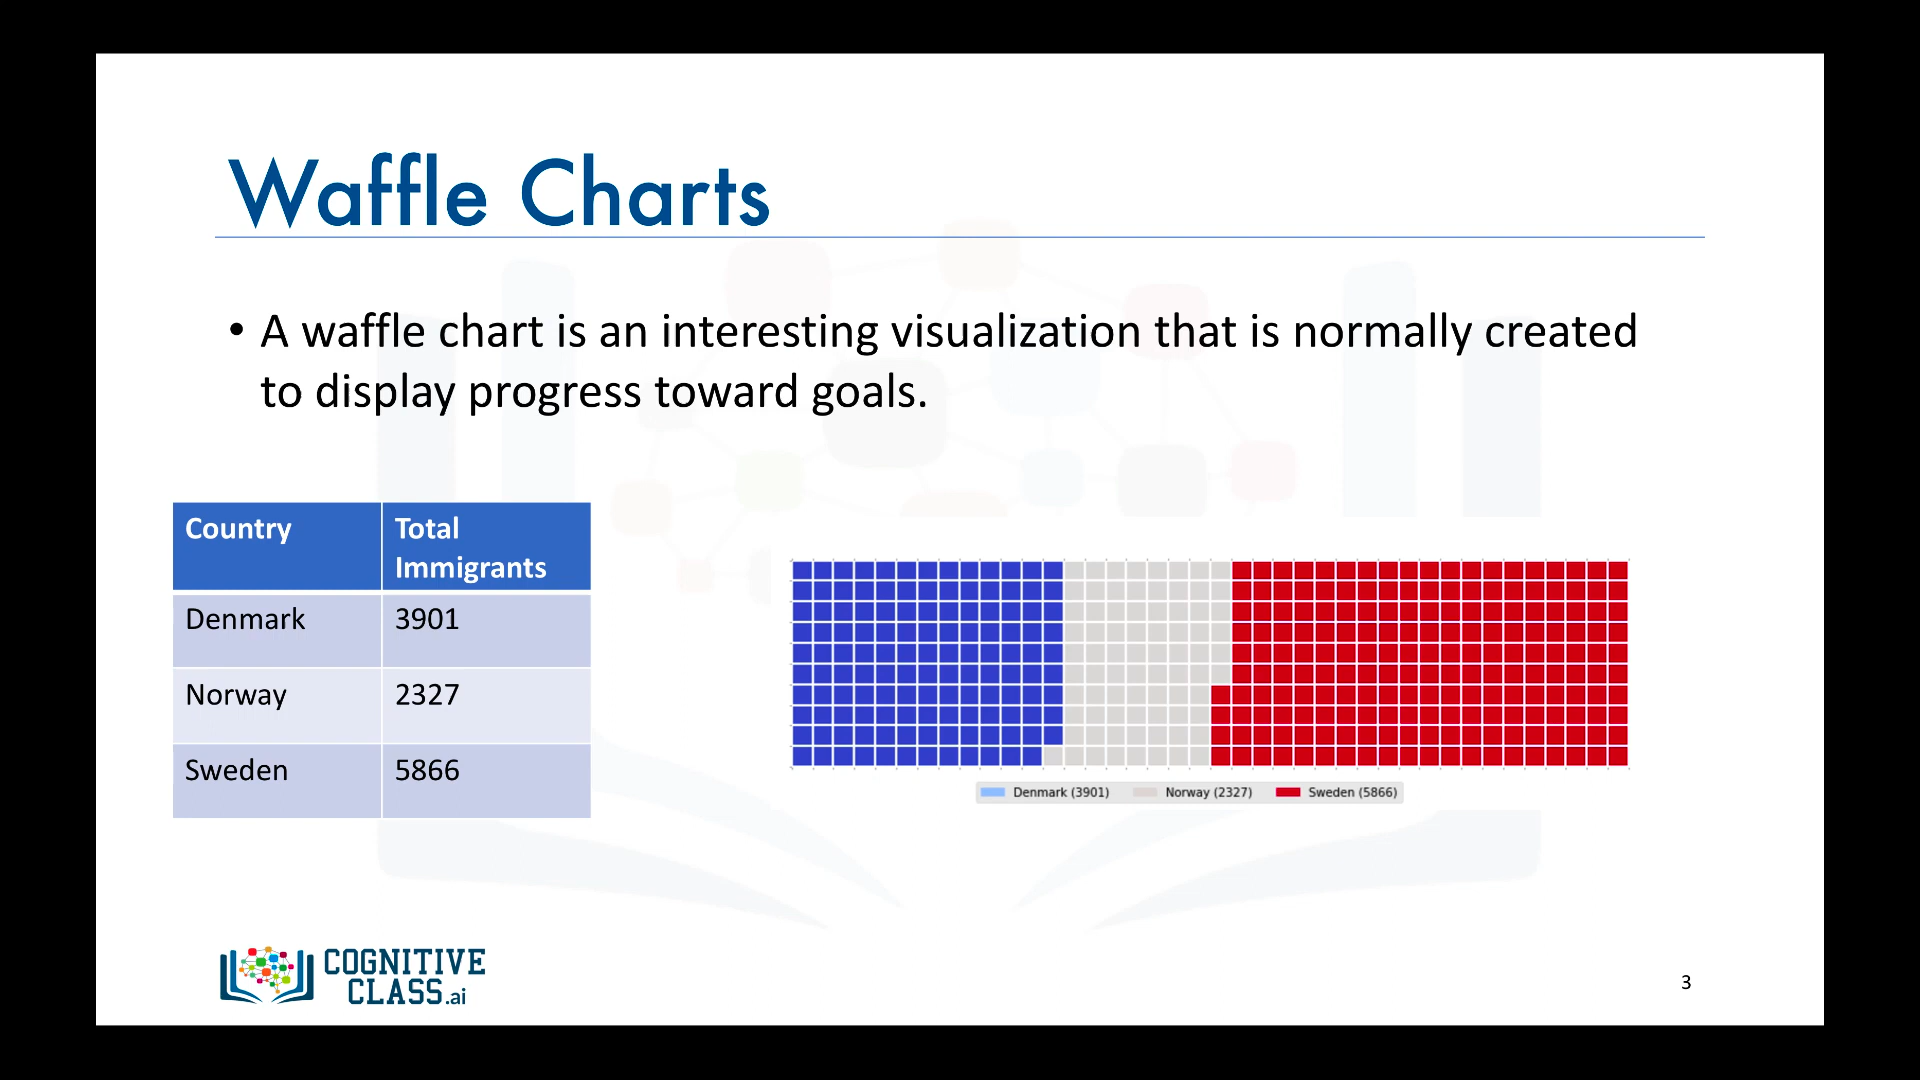 Waffle Charts
• A waffle chart is an interesting visualization that is normally created
to display progress toward goals.
Country Total
Immigrants
Denmark 3901
Norway 2327
Sweden 5866
Denmark (3901) Norway (2327) Sweden (5866)
COGNITIVE
CLASS.ai
3